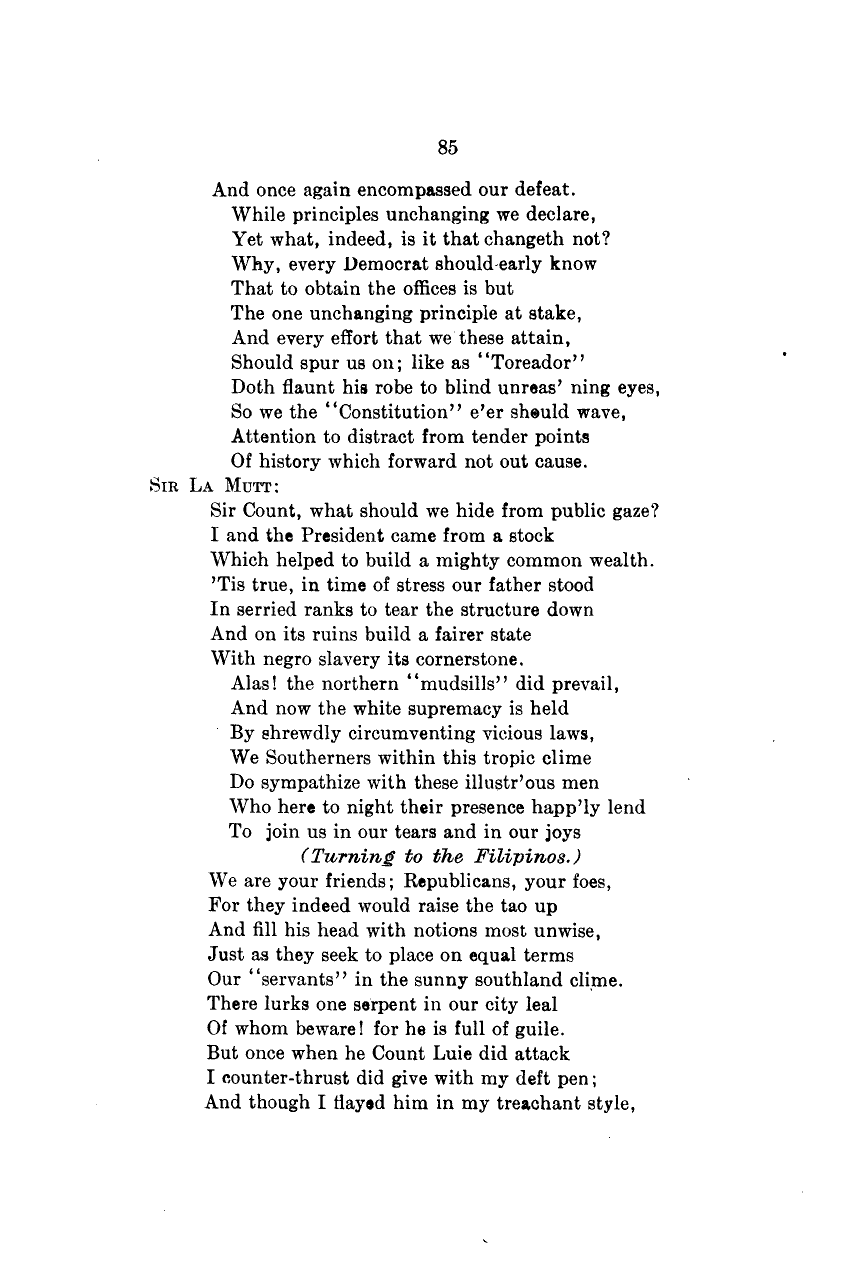 85
And once again encompassed our defeat.
While principles unchanging we declare,
Yet what, indeed, is it that changeth not?
Why, every Democrat should early know
That to obtain the offices is but
The one unchanging principle at stake,
And every effort that we these attain,
Should spur us on; like as "Toreador"
Doth flaunt his robe to blind unreas' ning eyes,
So we the "Constitution" e'er should wave,
Attention to distract from tender points
Of history which forward not out cause.
SIR LA MUTT:
Sir Count, what should we hide from public gaze?
I and the President came from a stock
Which helped to build a mighty common wealth.
'Tis true, in time of stress our father stood
In serried ranks to tear the structure down
And on its ruins build a fairer state
With negro slavery its cornerstone.
Alas! the northern "mudsills" did prevail,
And now the white supremacy is held
By shrewdly circumventing vicious laws,
We Southerners within this tropic clime
Do sympathize with these illustr'ous men
Who here to night their presence happ'ly lend
To join us in our tears and in our joys
(Turning to the Filipinos.)
We are your friends; Republicans, your foes,
For they indeed would raise the tao up
And fill his head with notions most unwise,
Just as they seek to place on equal terms
Our "servants" in the sunny southland clime.
There lurks one serpent in our city leal
Of whom beware! for he is full of guile.
But once when he Count Luie did attack
I counter-thrust did give with my deft pen;
And though I flayed him in my treachant style,